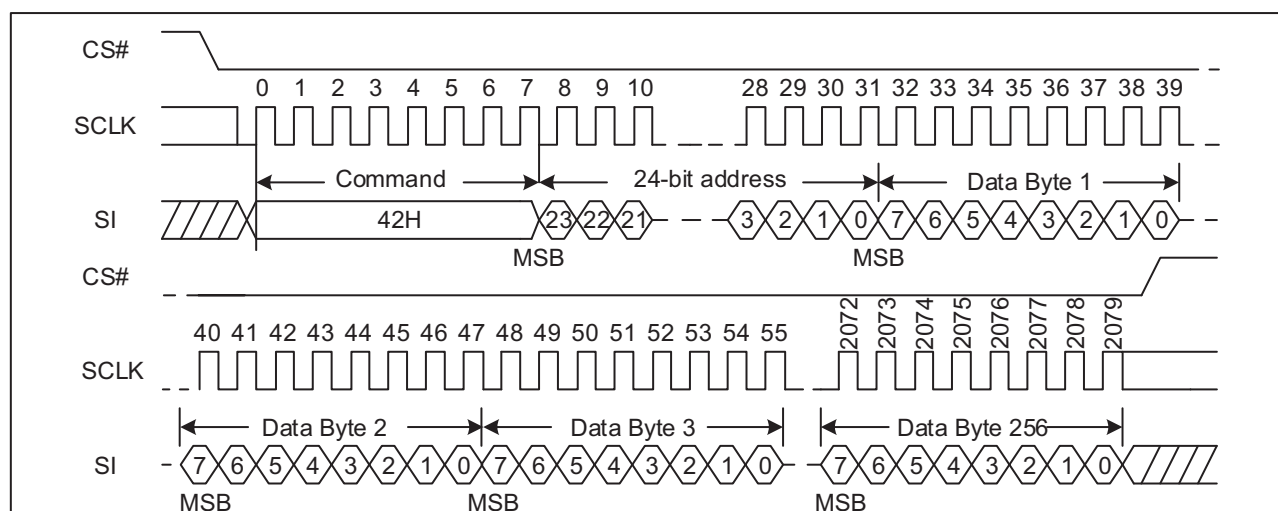 CS#
0 1 2 3 4 5 6 7 8 9 10 28 29 30 31 32 33 34 35 36 37 38 39
SCLK
Command 24-bit address Data Byte 1
SI 42H 23 22 21 3 2 1 0 7 6 5 4 3 2 1 0
MSB MSB
CS#
40 41 42 43 44 45 46 47 48 49 50 51 52 53 54 55 2072 2073 2074 2075 2076 2077 2078 2079
SCLK
Data Byte 2 Data Byte 3 Data Byte 256
SI 7 6 5 4 3 2 1 0 7 6 5 4 3 2 1 0 7 6 5 4 3 2 1 0
MSB MSB MSB